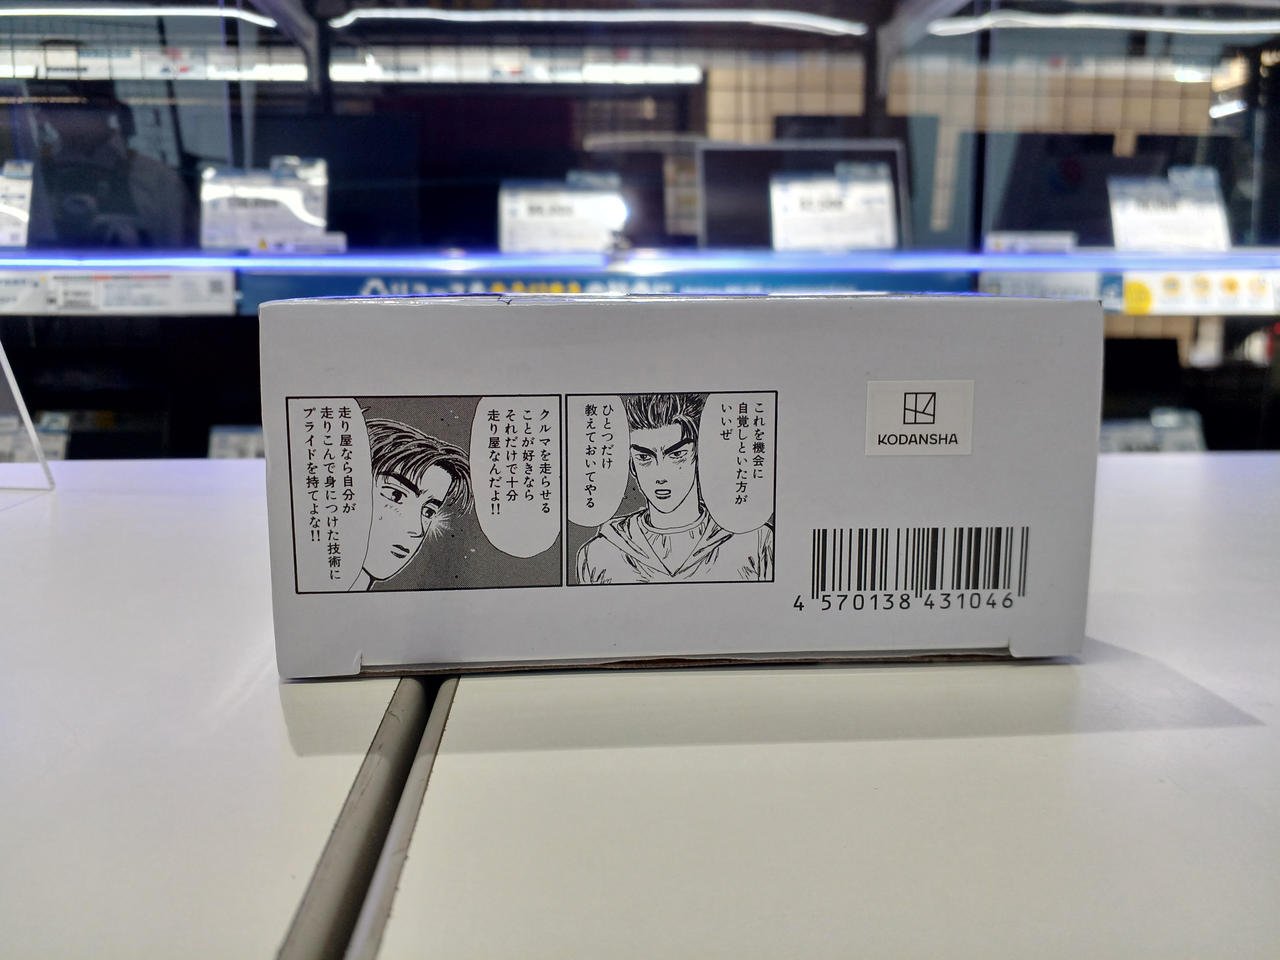 これを機会に
自覚しといた方が
いいぜ
ひとつだけ
教えておいてやる
クルマを走らせる
ことが好きなら
それだけで十分
走り屋なんだよ!!
走り屋なら自分が
走りこんで身につけた技術に
プライドを持てよな!!
KODANSHA
4 570138 431046